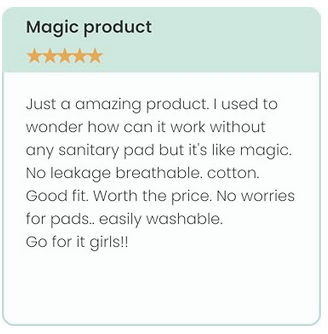 Magic product
Just a amazing product. I used to
wonder how can it work without
any sanitary pad but it's like magic.
No leakage breathable. cotton.
Good fit. Worth the price. No worries
for pads.. easily washable.
Go for it girls!!